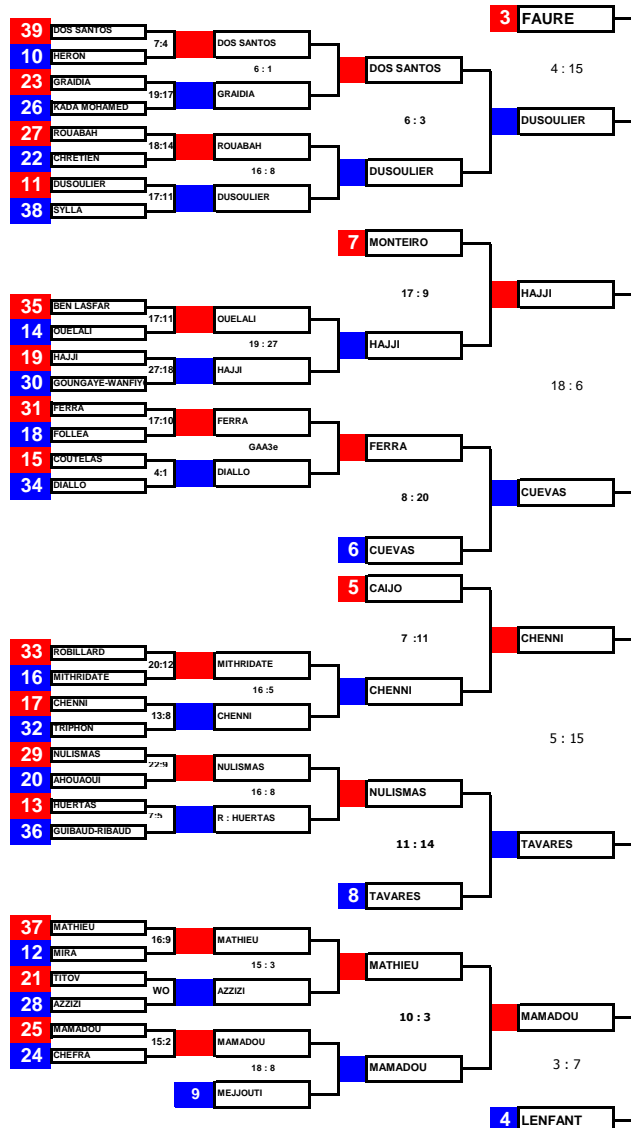 3 FAURE
39 DOS SANTOS
7:4
DOS SANTOS
10 HERON
6 : 1
DOS SANTOS
4 : 15
23 GRAIDIA
19:17
GRAIDIA
26 KADA MOHAMED
6 : 3
DUSOULIER
27 ROUABAH
18:14
ROUABAH
22 CHRETIEN
16 : 8
DUSOULIER
11 DUSOULIER
17:11
DUSOULIER
38 SYLLA
7 MONTEIRO
17 : 9
HAJJI
35 BEN LASFAR
17:11
OUELALI
14 OUELALI
19 : 27
HAJJI
19 HAJJI
27:18
HAJJI
30 GOUNGAYE-WANFIY
18 : 6
31 FERRA
17:10
FERRA
18 FOLLEA
GAA3e
FERRA
15 COUTELAS
4:1
DIALLO
34 DIALLO
8 : 20
CUEVAS
6 CUEVAS
5 CAIJO
7 :11
CHENNI
33 ROBILLARD
20:12
MITHRIDATE
16 MITHRIDATE
16 :5
CHENNI
17 CHENNI
13:8
CHENNI
32 TRIPHON
5 : 15
29 NULISMAS
22:9
NULISMAS
20 AHOUAOUI
16 : 8
NULISMAS
13 HUERTAS
7:5
R : HUERTAS
36 GUIBAUD-RIBAUD
11 : 14
TAVARES
8 TAVARES
37 MATHIEU
16:9
MATHIEU
12 MIRA
15 : 3
MATHIEU
21 TITOV
WO
AZZIZI
28 AZZIZI
10 : 3
MAMADOU
25 MAMADOU
15:2
MAMADOU
24 CHEFRA
18 : 8
MAMADOU
3 : 7
9 MEJJOUTI
4 LENFANT